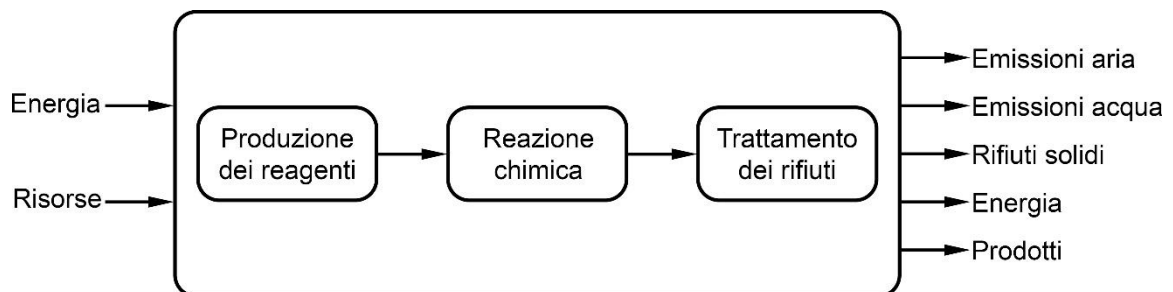 Energia
Risorse
Produzione
dei reagenti
Reazione
chimica
Trattamento
dei rifiuti
Emissioni aria
Emissioni acqua
Rifiuti solidi
Energia
Prodotti